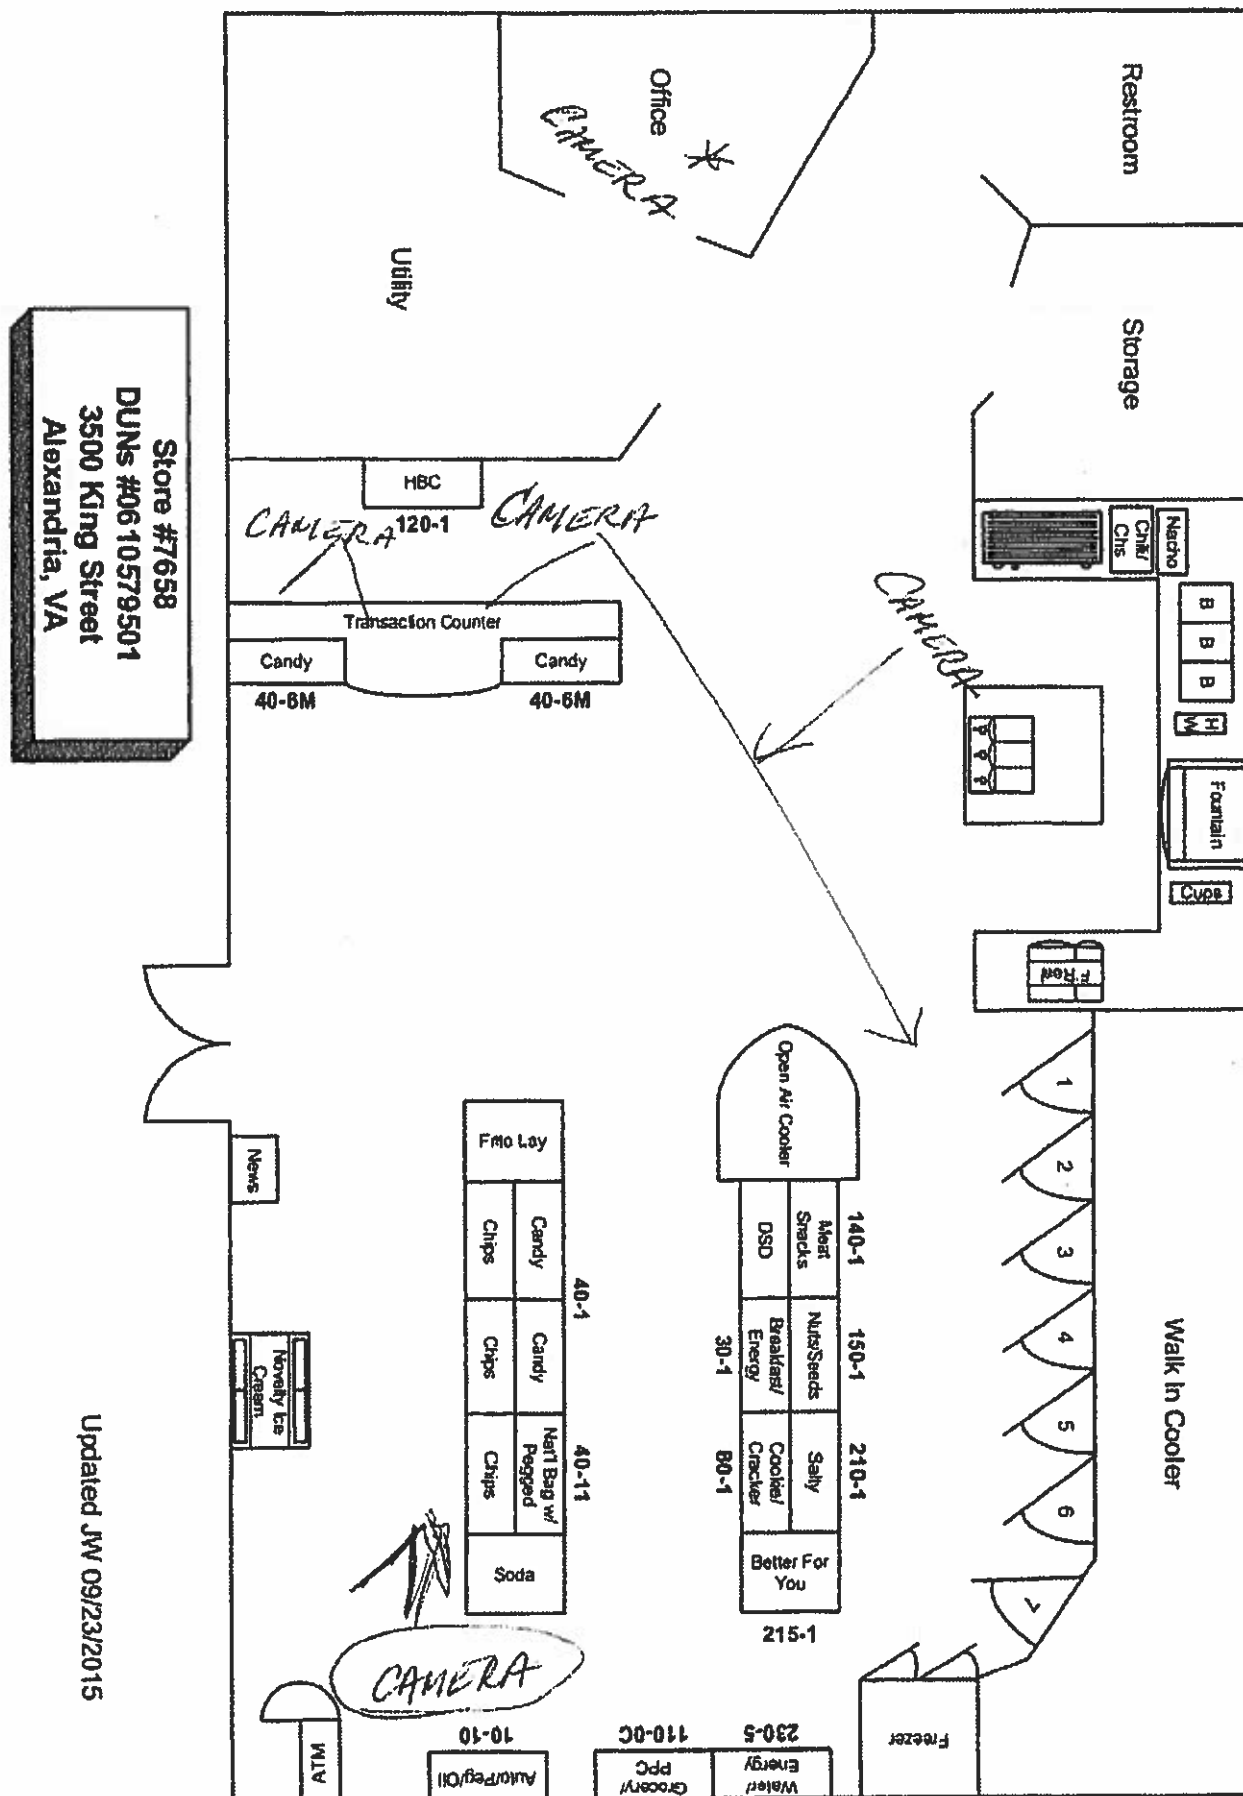 Restroom
Office
CAMERA
Storage
Utility
Store #7658
DUNs #0610579501
3500 King Street
Alexandria, VA
HBC
120-1
CAMERA
CAMERA
CAMERA
Transaction Counter
Candy
Candy
40-6M
40-6M
Chili/
Chs
Nacho
B
B
B
H
W
Fountain
Cups
F.Real
Open Air Cooler
1
2
3
4
5
6
7
Walk In Cooler
News
Novelty Ice
Cream
Frito Lay
Chips
Candy
40-1
Chips
Candy
Chips
Nat'l Bag w/
Pegged
40-11
Soda
DSD
Meat
Snacks
140-1
Breakfast/
Energy
30-1
Nuts/Seeds
150-1
Cookie/
Cracker
80-1
Salty
210-1
Better For
You
215-1
CAMERA
ATM
10-10
Auto/Peg/Oil
110-0C
Grocery/
PPC
230-5
Water/
Energy
Freezer
Updated JW 09/23/2015